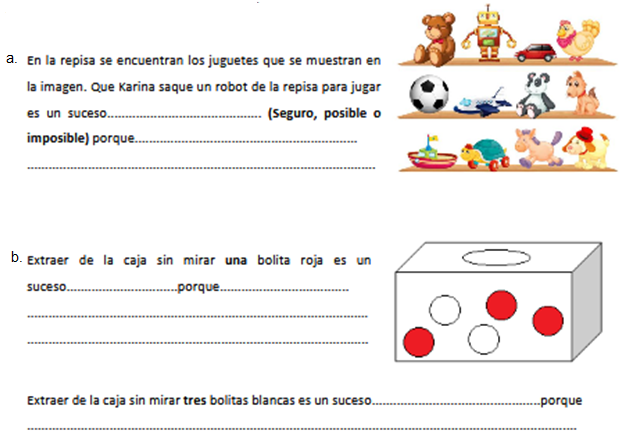 a. En la repisa se encuentran los juguetes que se muestran en
la imagen. Que Karina saque un robot de la repisa para jugar
es un suceso........................................... (Seguro, posible o
imposible) porque..............................................................
.................................................................................................
b. Extraer de la caja sin mirar una bolita roja es un
suceso...............................porque....................................
...............................................................................................
...............................................................................................
Extraer de la caja sin mirar tres bolitas blancas es un suceso...............................................porque
.........................................................................................................................................................